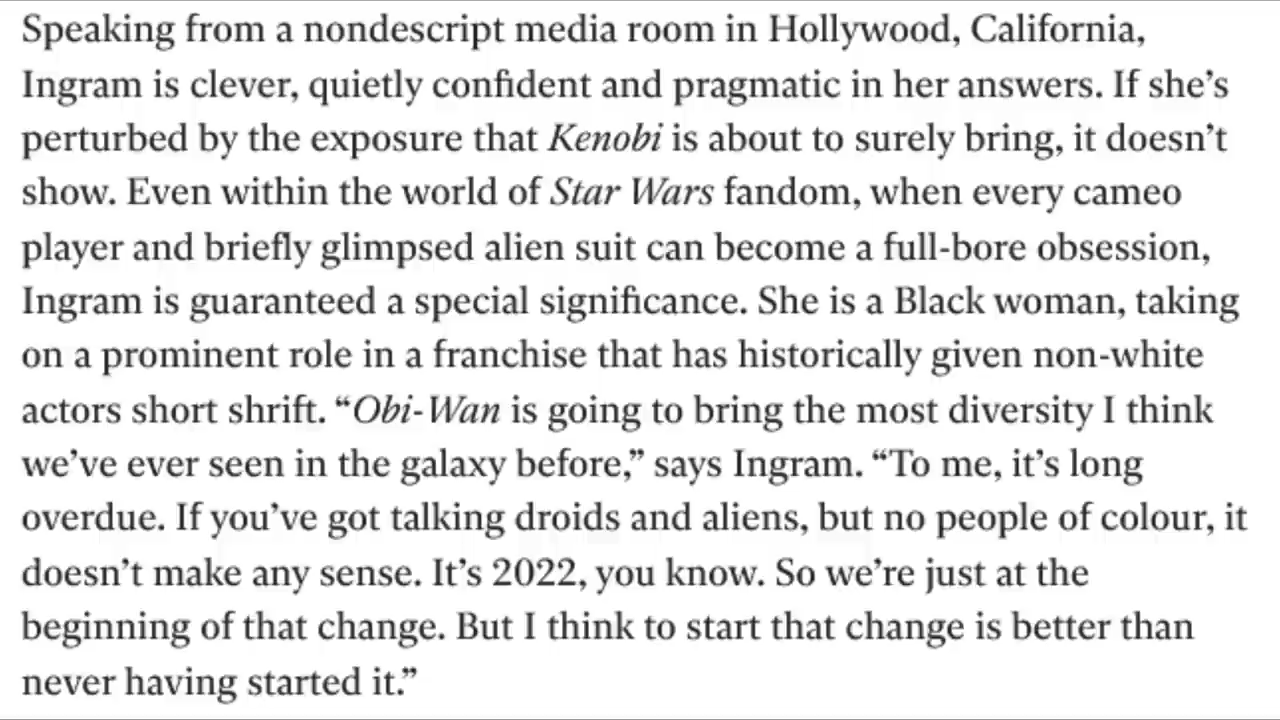 Speaking from a nondescript media room in Hollywood, California,
Ingram is clever, quietly confident and pragmatic in her answers. If she’s
perturbed by the exposure that Kenobi is about to surely bring, it doesn’t
show. Even within the world of Star Wars fandom, when every cameo
player and briefly glimpsed alien suit can become a full-bore obsession,
Ingram is guaranteed a special significance. She is a Black woman, taking
on a prominent role in a franchise that has historically given non-white
actors short shrift. “Obi-Wan is going to bring the most diversity I think
we’ve ever seen in the galaxy before,” says Ingram. “To me, it’s long
overdue. If you’ve got talking droids and aliens, but no people of colour, it
doesn’t make any sense. It’s 2022, you know. So we’re just at the
beginning of that change. But I think to start that change is better than
never having started it.”